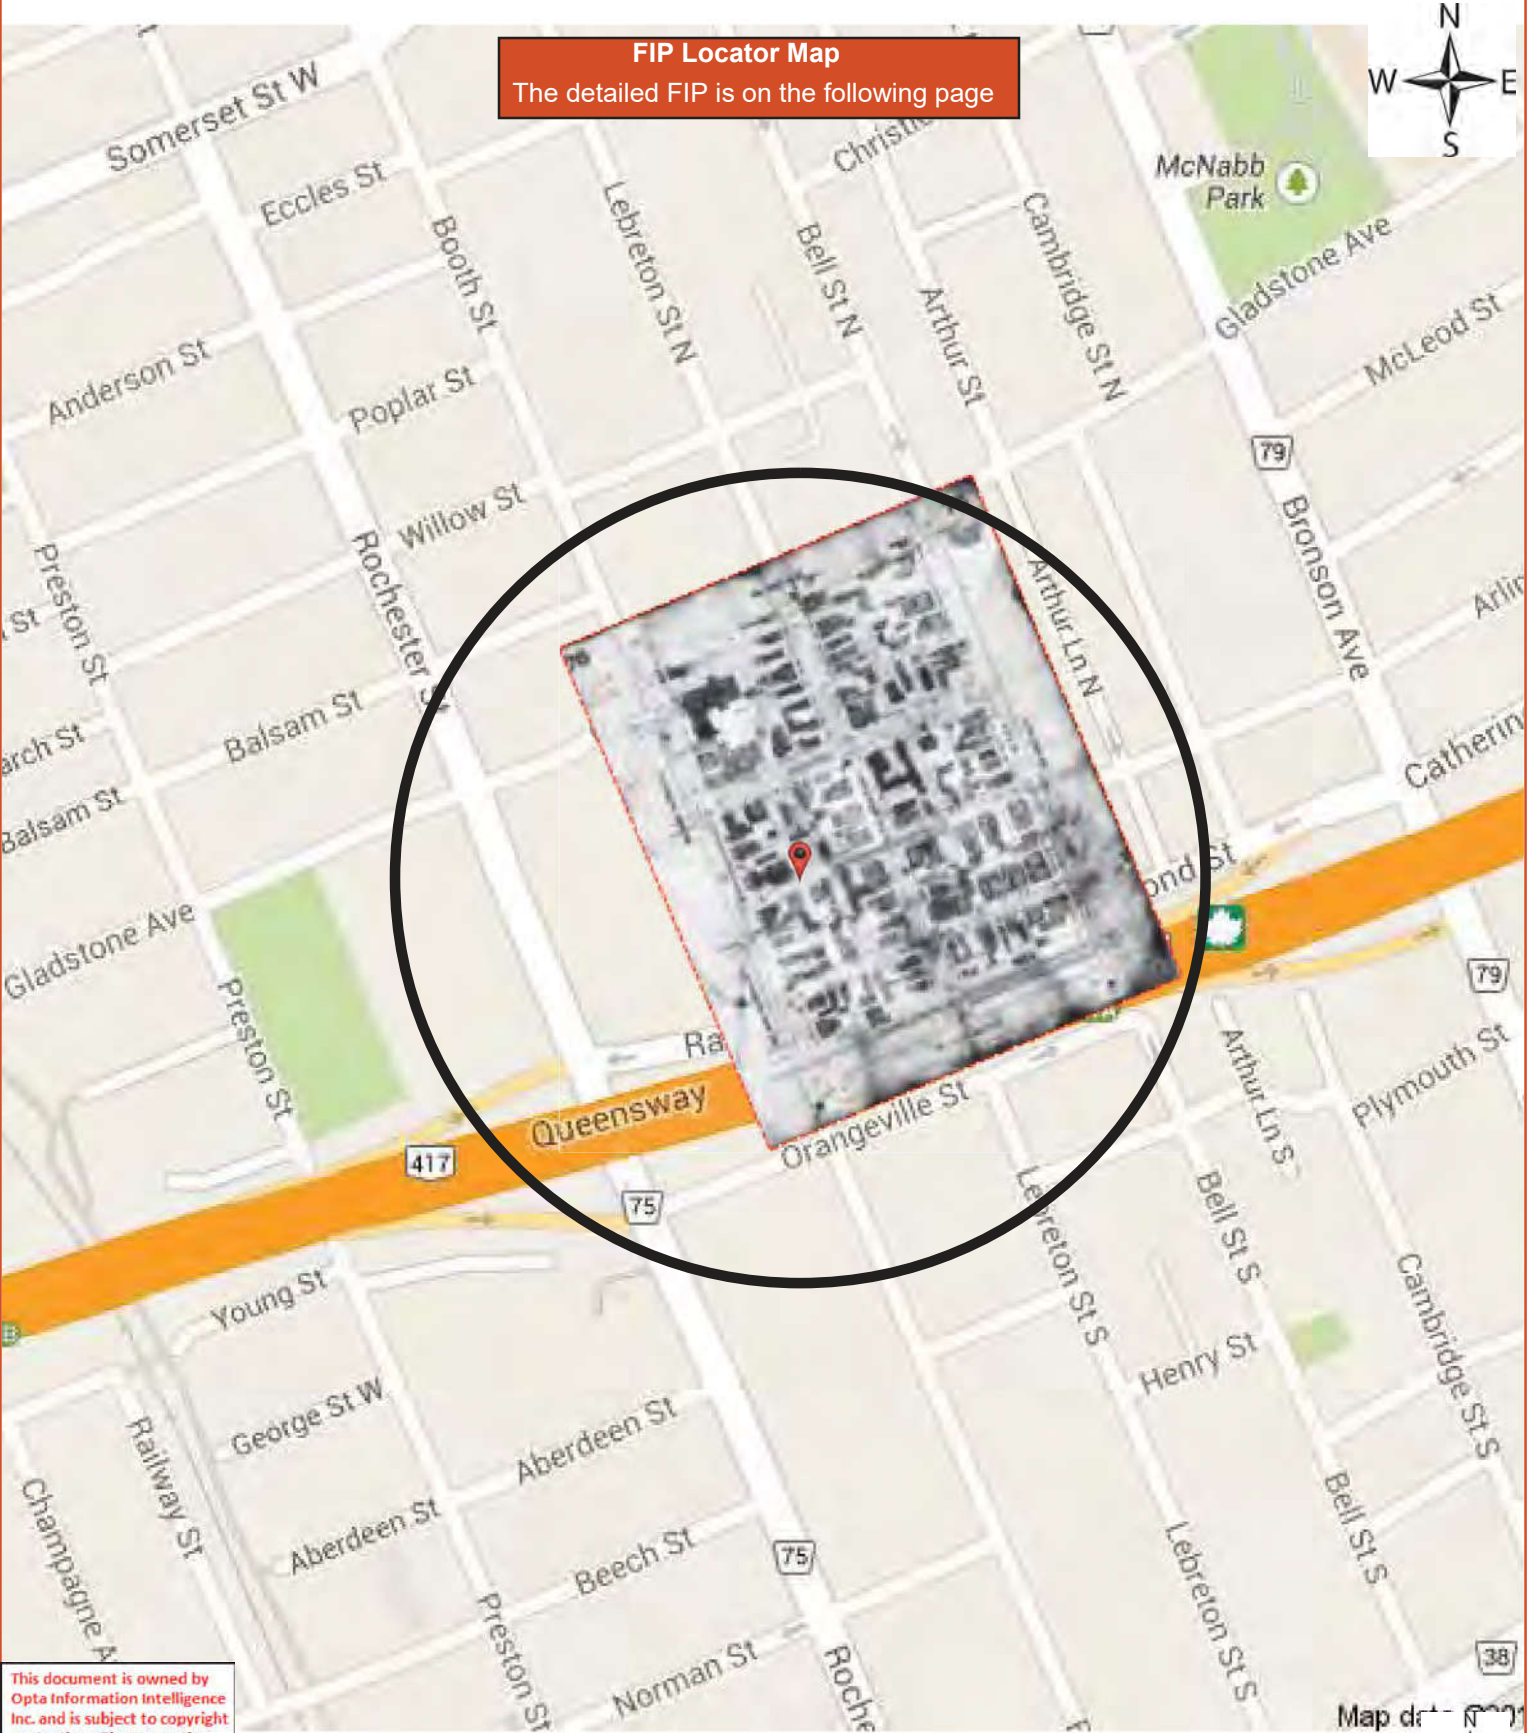 N
FIP Locator Map
The detailed FIP is on the following page
W
E
S
Somerset St W
McNabb
Park
Eccles St
Booth St
Lebreton St N
Bell St N
Arthur St
Cambridge St N
Gladstone Ave
McLeod St
Anderson St
Poplar St
79
Willow St
Rochester
Preston St
St
Arthur Ln N
Bronson Ave
Balsam St
Balsam St
Gladstone Ave
Preston St
79
Queensway
Orangeville St
417
75
Arthur Ln S
Plymouth St
Lebreton St S
Bell St S
Cambridge St S
Young St
Henry St
George St W
Aberdeen St
Railway St
Aberdeen St
Beech St
75
Bell St S
Lebreton St S
Preston St
Norman St
38
This document is owned by
Opta Information Intelligence
Inc. and is subject to copyright
Map
N